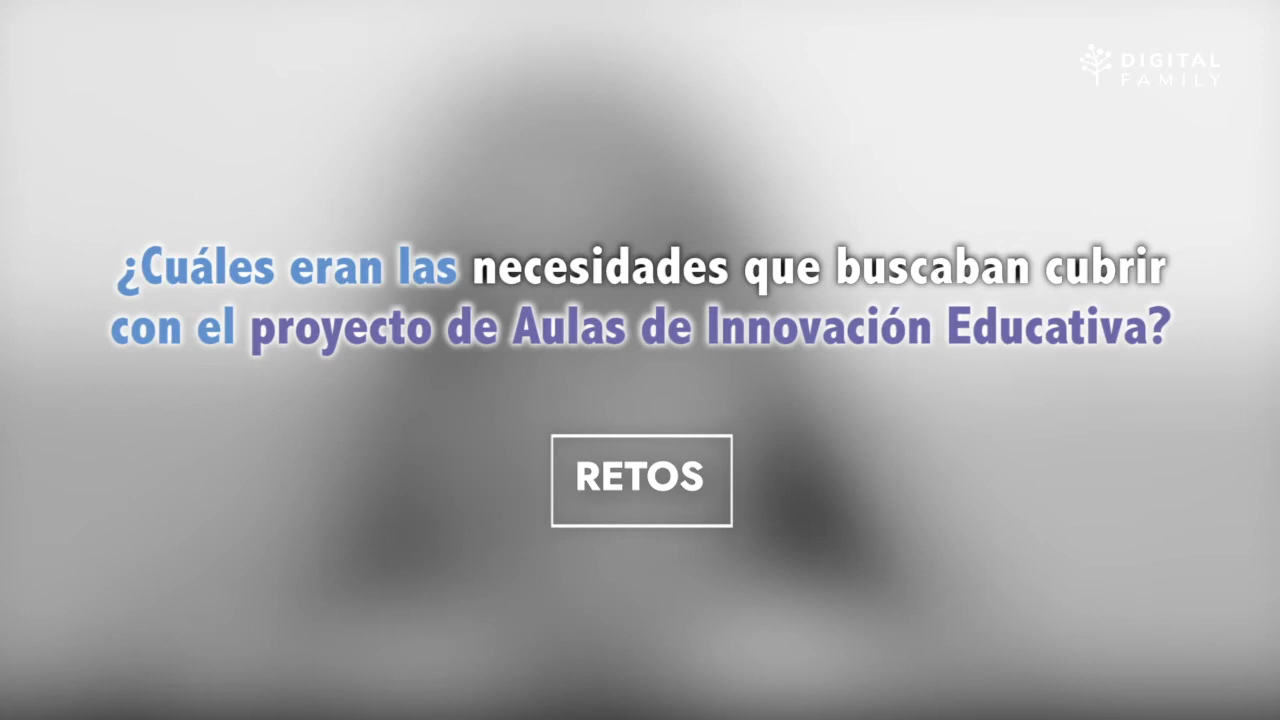 DIGITAL
FAMILY
¿Cuáles eran las necesidades que buscaban cubrir
con el proyecto de Aulas de Innovación Educativa?
RETOS